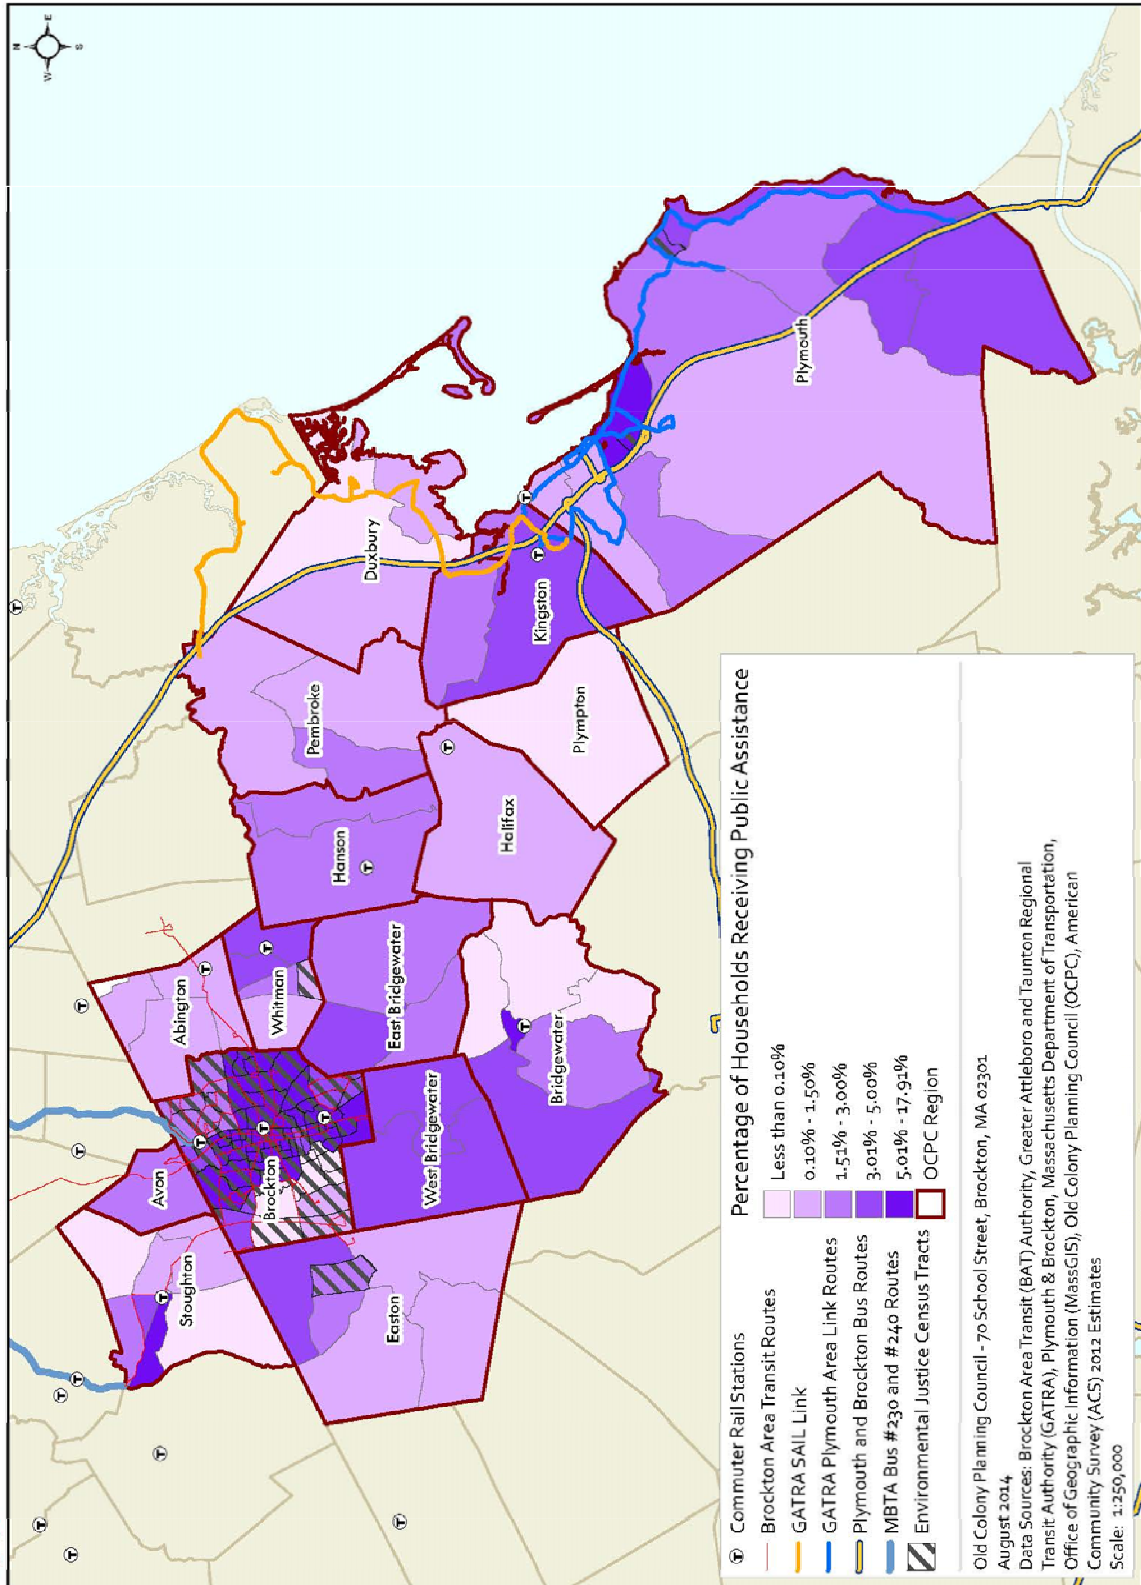 N
E
W
S
Stoughton
Avon
Abington
Brockton
Whitman
Easton
West Bridgewater
East Bridgewater
Bridgewater
Hanson
Pembroke
Halifax
Plympton
Duxbury
Kingston
Plymouth
T Commuter Rail Stations
Brockton Area Transit Routes
GATRA SAIL Link
GATRA Plymouth Area Link Routes
Plymouth and Brockton Bus Routes
MBTA Bus #230 and #240 Routes
Environmental Justice Census Tracts
Percentage of Households Receiving Public Assistance
Less than 0.10%
0.10% - 1.50%
1.51% - 3.00%
3.01% - 5.00%
5.01% - 17.91%
OCPC Region
Old Colony Planning Council - 70 School Street, Brockton, MA 02301
August 2014
Data Sources: Brockton Area Transit (BAT) Authority, Greater Attleboro and Taunton Regional
Transit Authority (GATRA), Plymouth & Brockton, Massachusetts Department of Transportation,
Office of Geographic Information (MassGIS), Old Colony Planning Council (OCPC), American
Community Survey (ACS) 2012 Estimates
Scale: 1:250,000